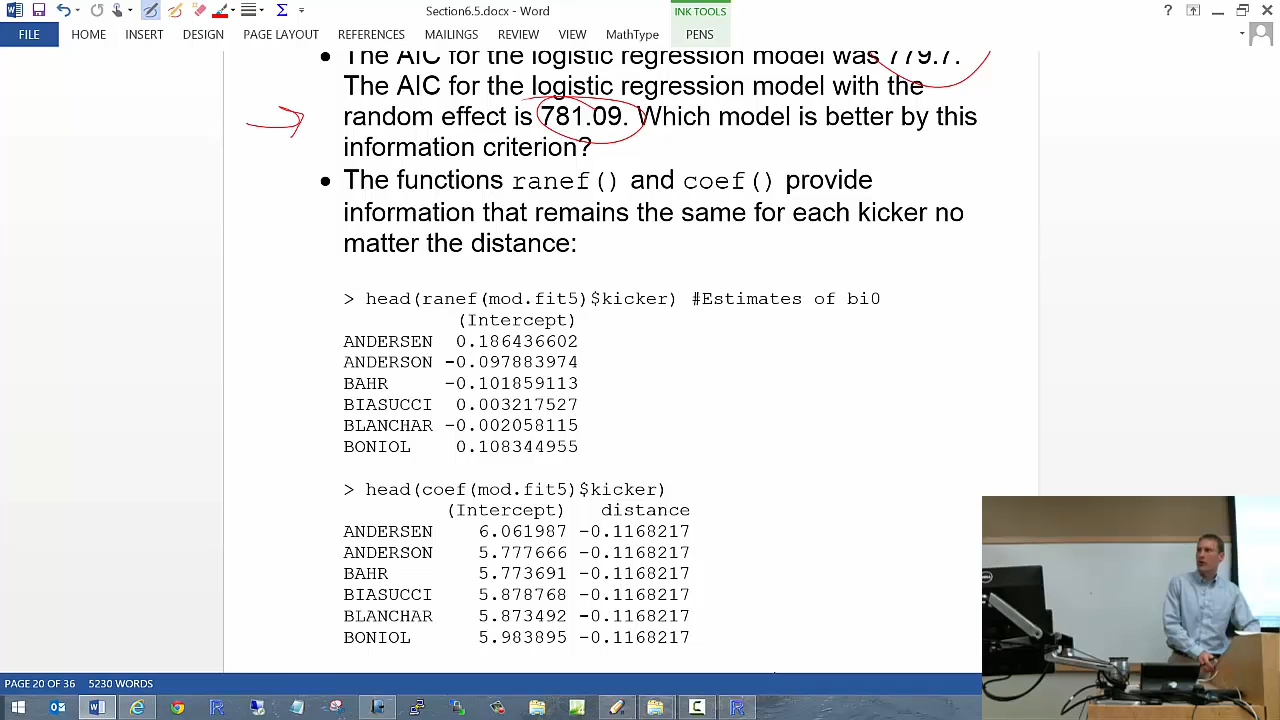 Section6.5.docx - Word
INK TOOLS
FILE HOME INSERT DESIGN PAGE LAYOUT REFERENCES MAILINGS REVIEW VIEW MathType PENS
The AIC for the logistic regression model was 779.7.
The AIC for the logistic regression model with the
random effect is 781.09. Which model is better by this
information criterion?
The functions ranef() and coef() provide
information that remains the same for each kicker no
matter the distance:
> head(ranef(mod.fit5)$kicker) #Estimates of bi0
(Intercept)
ANDERSEN 0.186436602
ANDERSON -0.097883974
BAHR -0.101859113
BIASUCCI 0.003217527
BLANCHAR -0.002058115
BONIOL 0.108344955
> head(coef(mod.fit5)$kicker)
(Intercept) distance
ANDERSEN 6.061987 -0.1168217
ANDERSON 5.777666 -0.1168217
BAHR 5.773691 -0.1168217
BIASUCCI 5.878768 -0.1168217
BLANCHAR 5.873492 -0.1168217
BONIOL 5.983895 -0.1168217
PAGE 20 OF 36 5230 WORDS